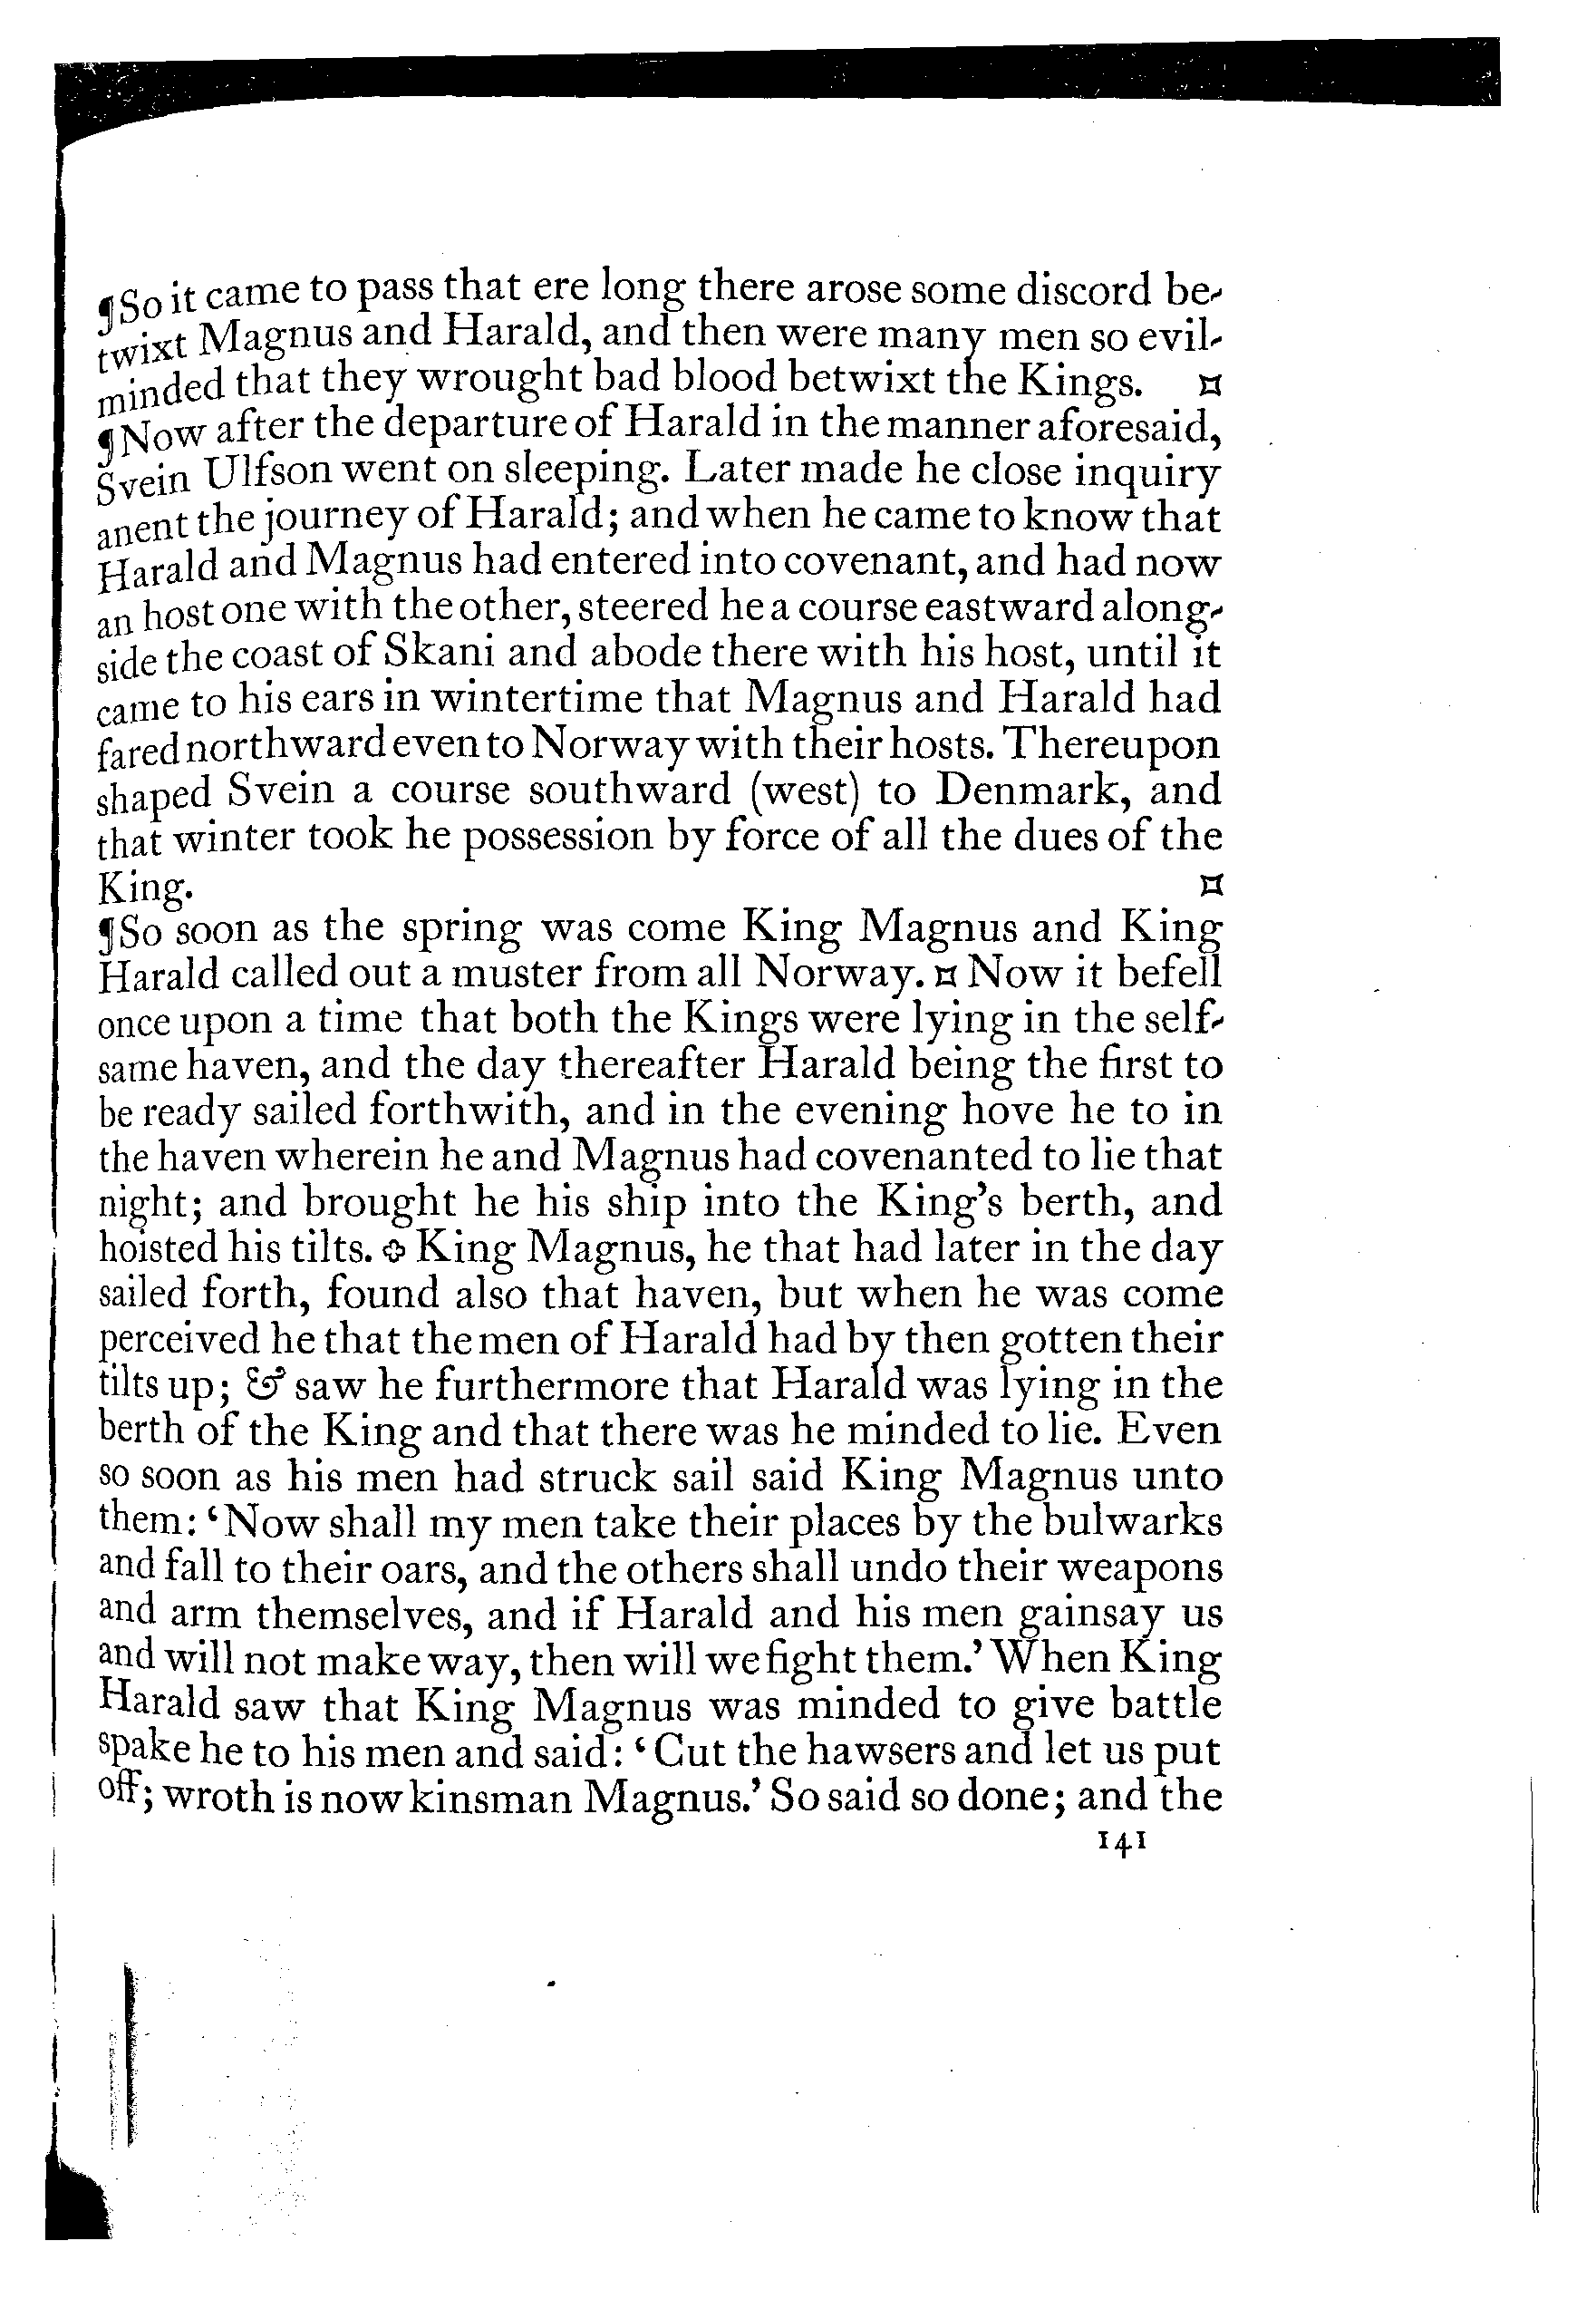 ¶So it came to pass that ere long there arose some discord be-
twixt Magnus and Harald, and then were many men so evil-
minded that they wrought bad blood betwixt the Kings. ¤
¶Now after the departure of Harald in the manner aforesaid,
Svein Ulfson went on sleeping. Later made he close inquiry
anent the journey of Harald; and when he came to know that
Harald and Magnus had entered into covenant, and had now
an host one with the other, steered he a course eastward along-
side the coast of Skani and abode there with his host, until it
came to his ears in wintertime that Magnus and Harald had
fared northward even to Norway with their hosts. Thereupon
shaped Svein a course southward (west) to Denmark, and
that winter took he possession by force of all the dues of the
King. ¤
¶So soon as the spring was come King Magnus and King
Harald called out a muster from all Norway. ¤ Now it befell
once upon a time that both the Kings were lying in the self-
same haven, and the day thereafter Harald being the first to
be ready sailed forthwith, and in the evening hove he to in
the haven wherein he and Magnus had covenanted to lie that
night; and brought he his ship into the King's berth, and
hoisted his tilts. ✥ King Magnus, he that had later in the day
sailed forth, found also that haven, but when he was come
perceived he that the men of Harald had by then gotten their
tilts up; & saw he furthermore that Harald was lying in the
berth of the King and that there was he minded to lie. Even
so soon as his men had struck sail said King Magnus unto
them: ‘Now shall my men take their places by the bulwarks
and fall to their oars, and the others shall undo their weapons
and arm themselves, and if Harald and his men gainsay us
and will not make way, then will we fight them.’ When King
Harald saw that King Magnus was minded to give battle
spake he to his men and said: ‘Cut the hawsers and let us put
off; wroth is now kinsman Magnus.’ So said so done; and the
141